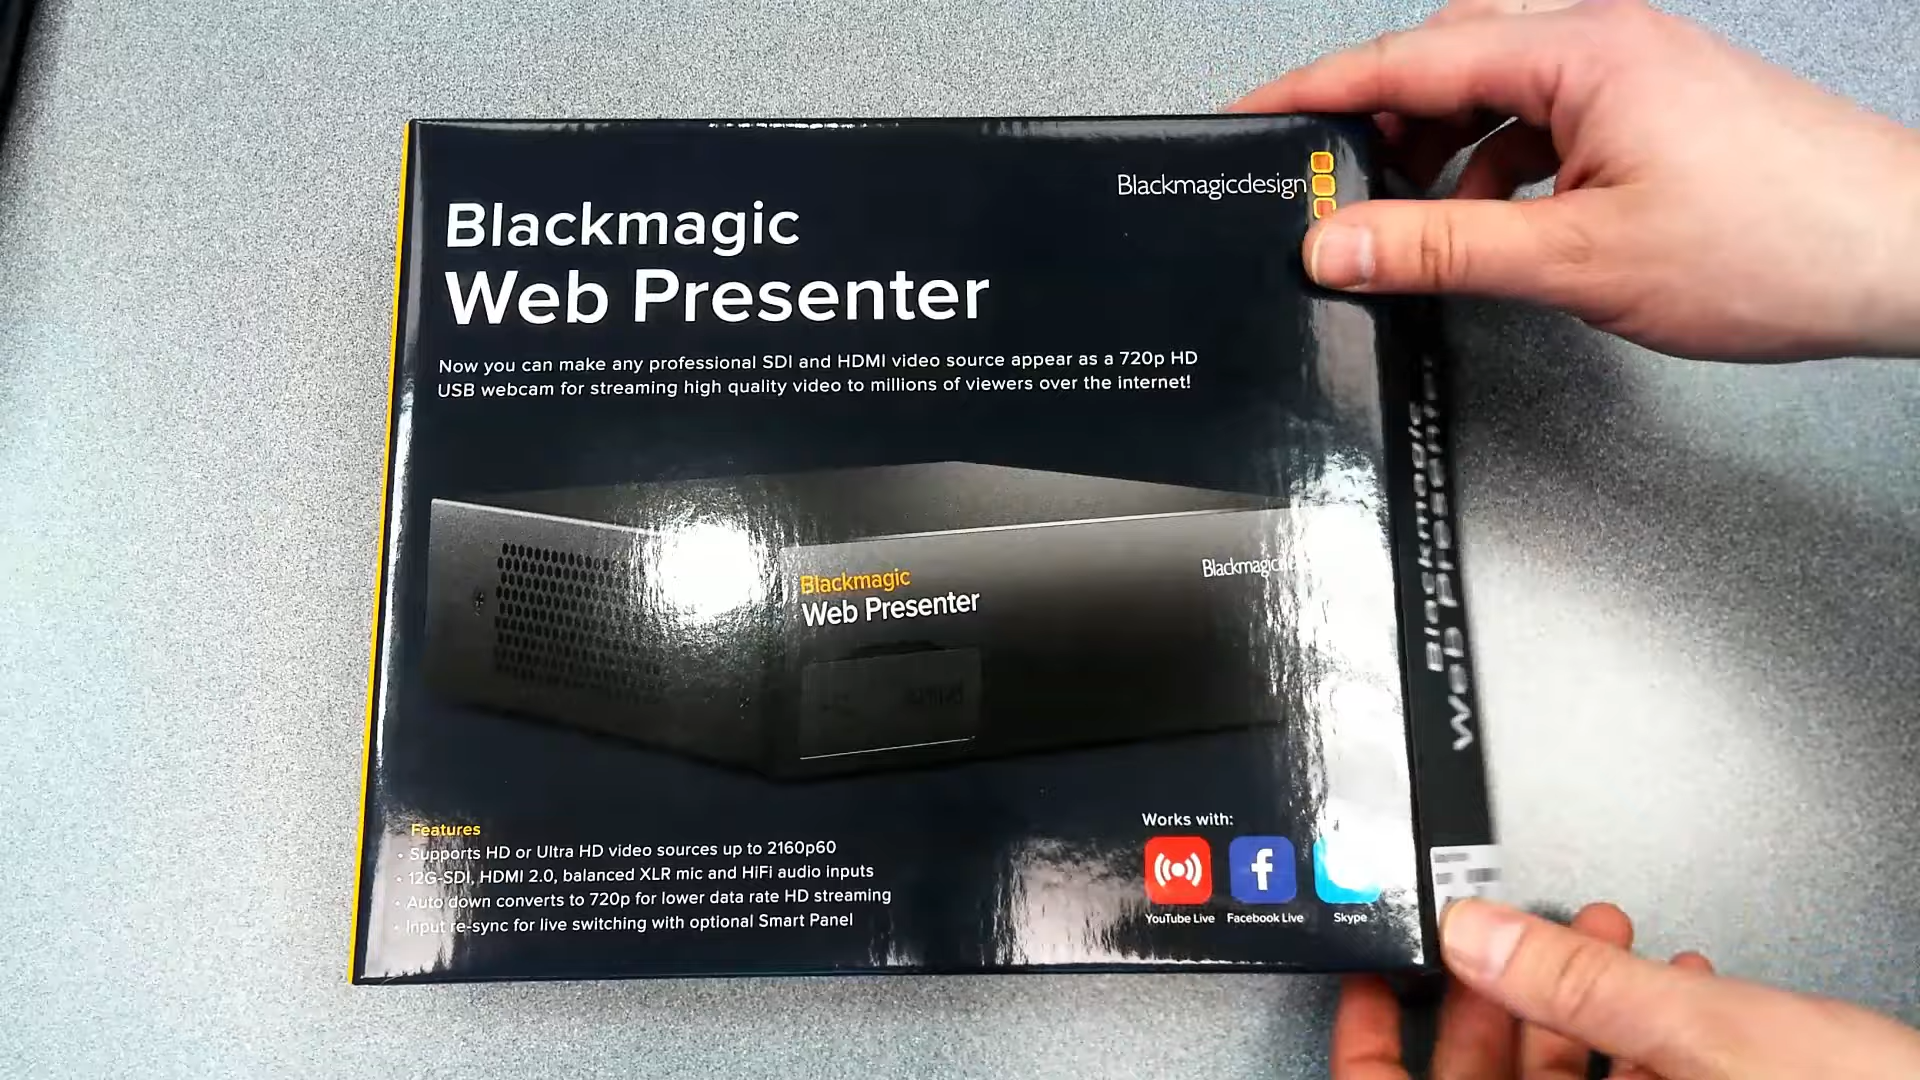 Blackmagicdesign
Blackmagic
Web Presenter
Now you can make any professional SDI and HDMI video source appear as a 720p HD
USB webcam for streaming high quality video to millions of viewers over the internet!
Blackmagic
Web Presenter
Blackmagic
Blackmagic
Web Presenter
Features
• Supports HD or Ultra HD video sources up to 2160p60
• 12G-SDI, HDMI 2.0, balanced XLR mic and HiFi audio inputs
• Auto down converts to 720p for lower data rate HD streaming
• Input re-sync for live switching with optional Smart Panel
Works with:
YouTube Live
Facebook Live
Skype